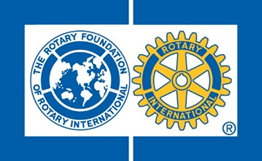 THE ROTARY FOUNDATION
OF ROTARY INTERNATIONAL
ROTARY
INTERNATIONAL
®